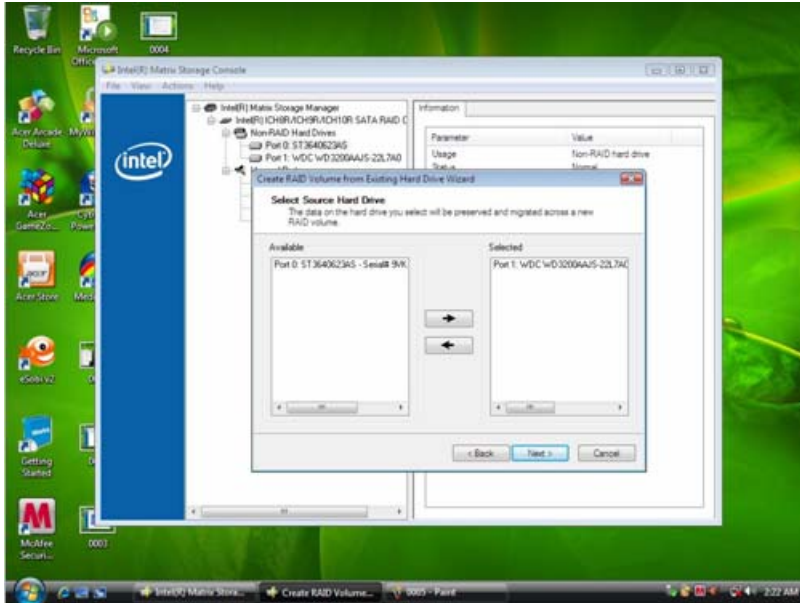 Recycle Bin
Microsoft
0004
Intel(R) Matrix Storage Console
File View Actions Help
Acer Arcade
Deluxe
Acer
GameZo...
Acer Store
eSobi v2
Getting
Started
McAfee
Securi...
0003
intel
Intel(R) Matrix Storage Manager
Intel(R) ICH8R/ICH9R/ICH10R SATA RAID C
Non-RAID Hard Drives
Port 0: ST3640623AS
Port 1: WDC WD3200AAJS-22L7A0
Information
Parameter
Value
Usage
Non-RAID hard drive
Status
Normal
Create RAID Volume from Existing Hard Drive Wizard
Select Source Hard Drive
The data on the hard drive you select will be preserved and migrated across a new
RAID volume.
Available
Selected
Port 0: ST3640623AS - Serial# 9VK
Port 1: WDC WD3200AAJS-22L7A0
< Back
Next >
Cancel
Intel(R) Matrix Stora...
Create RAID Volume...
0005 - Paint
2:22 AM